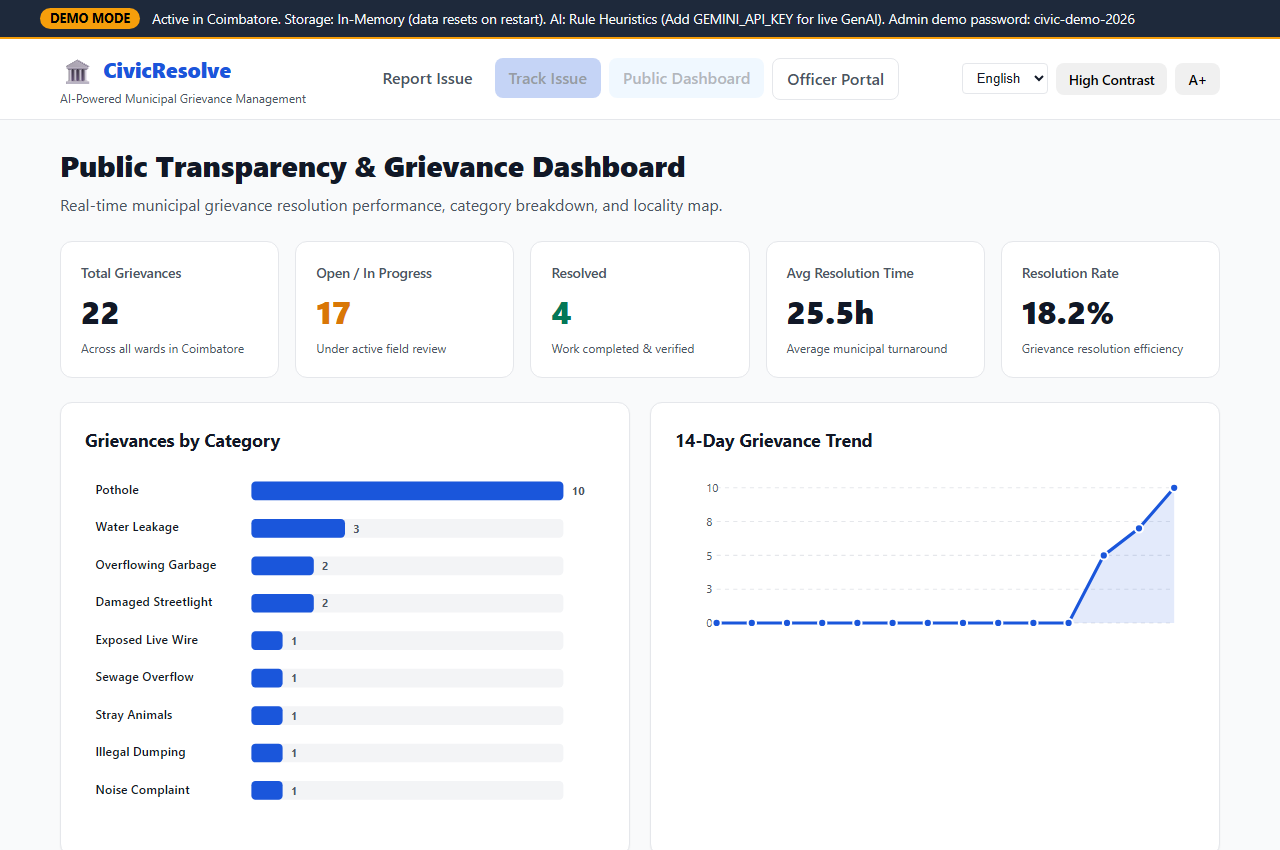 DEMO MODE Active in Coimbatore. Storage: In-Memory (data resets on restart). AI: Rule Heuristics (Add GEMINI_API_KEY for live GenAI). Admin demo password: civic-demo-2026
CivicResolve
AI-Powered Municipal Grievance Management
Report Issue Track Issue Public Dashboard Officer Portal English High Contrast A+
Public Transparency & Grievance Dashboard
Real-time municipal grievance resolution performance, category breakdown, and locality map.
Total Grievances
22
Across all wards in Coimbatore
Open / In Progress
17
Under active field review
Resolved
4
Work completed & verified
Avg Resolution Time
25.5h
Average municipal turnaround
Resolution Rate
18.2%
Grievance resolution efficiency
Grievances by Category
Pothole 10
Water Leakage 3
Overflowing Garbage 2
Damaged Streetlight 2
Exposed Live Wire 1
Sewage Overflow 1
Stray Animals 1
Illegal Dumping 1
Noise Complaint 1
14-Day Grievance Trend
10
8
5
3
0